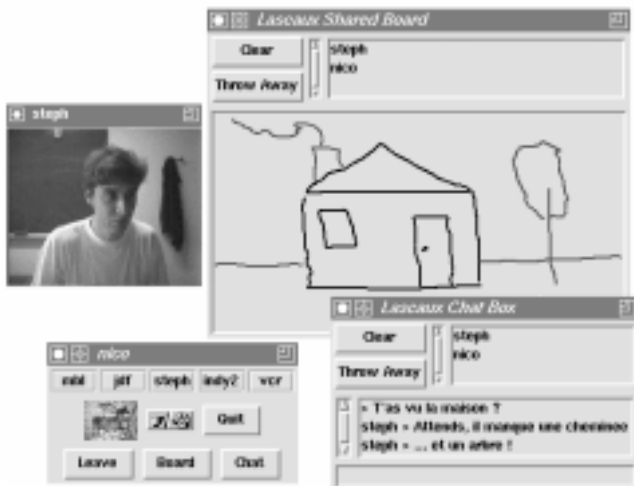 Lascaux Shared Board
Clear
Throw Away
steph
nico
steph
Lascaux Chat Box
Clear
Throw Away
steph
nico
» T'as vu la maison ?
steph » Attends, il manque une cheminee
steph » ... et un arbre !
nico
mbl jdf steph indy2 vcr
Quit
Leave Board Chat